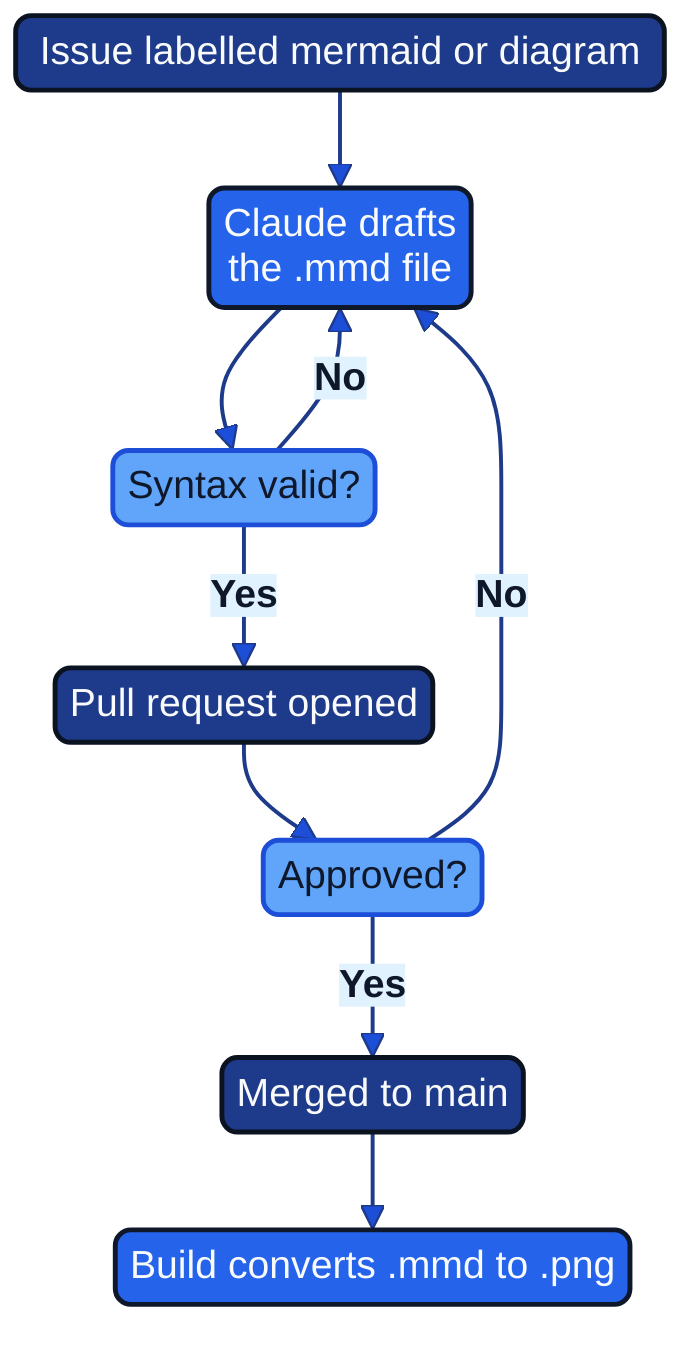 Issue labelled mermaid or diagram
Claude drafts
the .mmd file
No
Syntax valid?
Yes
No
Pull request opened
Approved?
Yes
Merged to main
Build converts .mmd to .png